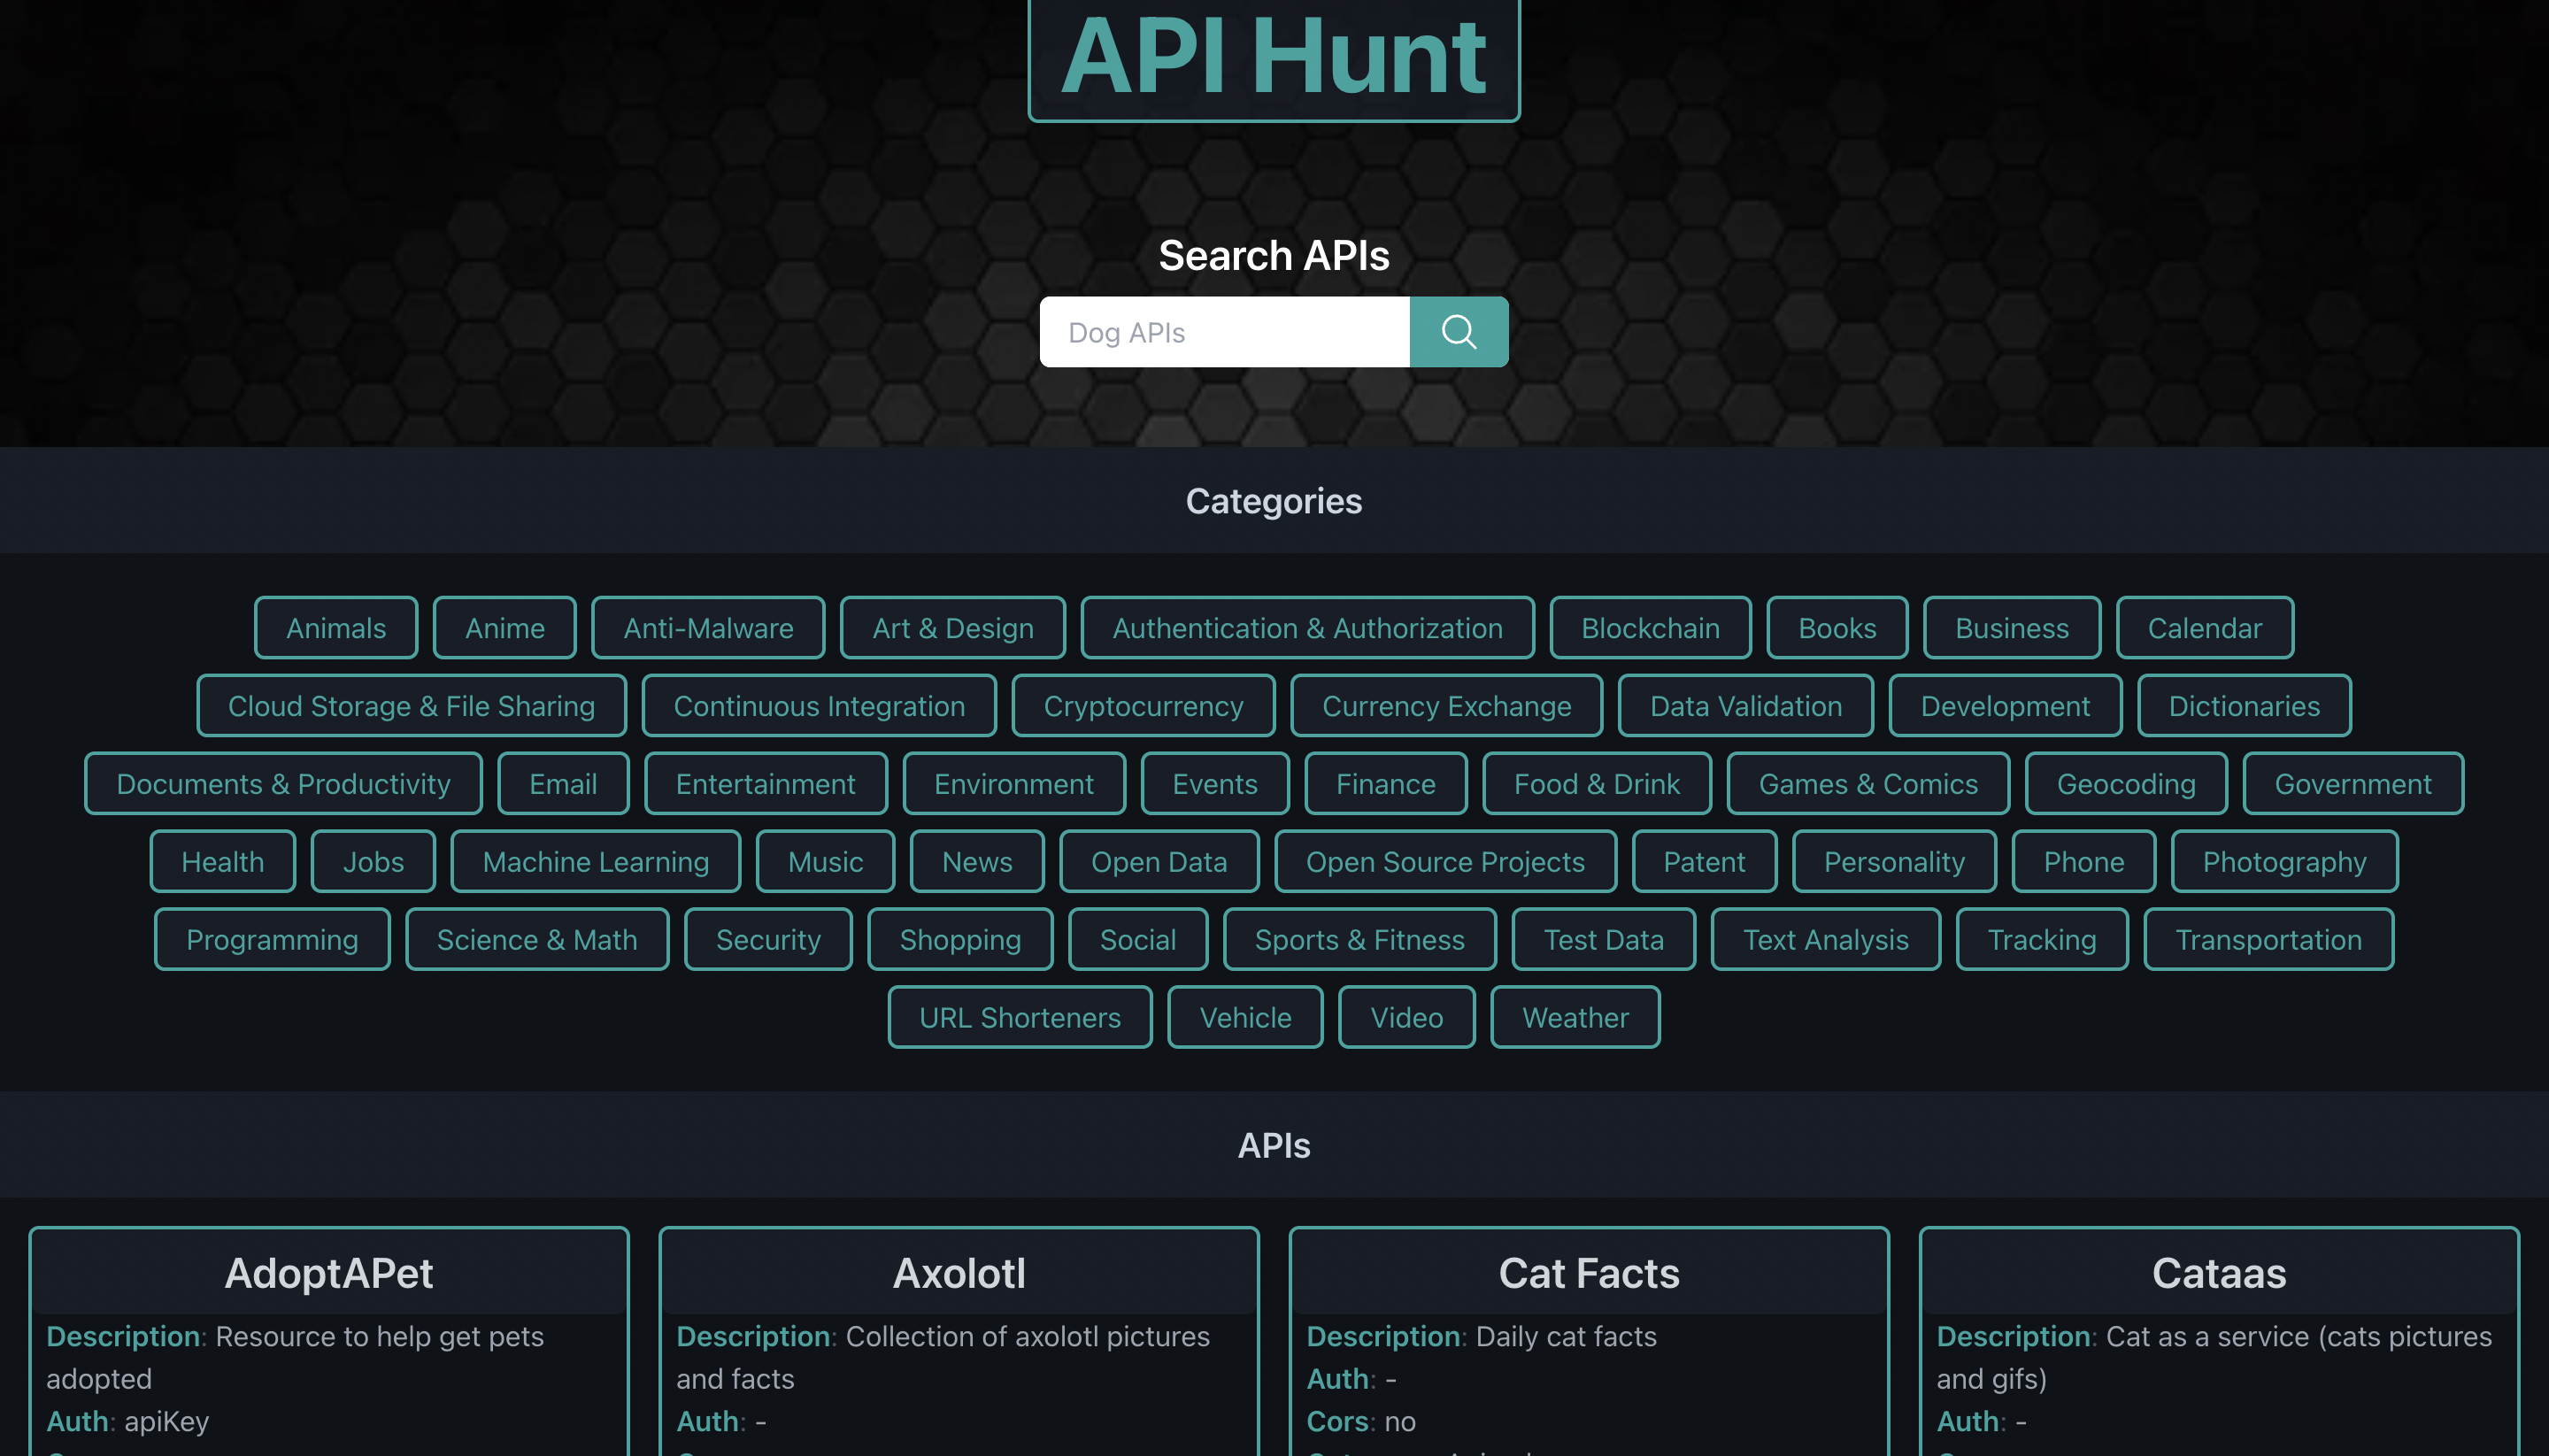 API Hunt
Search APIs
Dog APIs
Categories
Animals Anime Anti-Malware Art & Design Authentication & Authorization Blockchain Books Business Calendar
Cloud Storage & File Sharing Continuous Integration Cryptocurrency Currency Exchange Data Validation Development Dictionaries
Documents & Productivity Email Entertainment Environment Events Finance Food & Drink Games & Comics Geocoding Government
Health Jobs Machine Learning Music News Open Data Open Source Projects Patent Personality Phone Photography
Programming Science & Math Security Shopping Social Sports & Fitness Test Data Text Analysis Tracking Transportation
URL Shorteners Vehicle Video Weather
APIs
AdoptAPet
Description: Resource to help get pets
adopted
Auth: apiKey
Axolotl
Description: Collection of axolotl pictures
and facts
Auth: -
Cat Facts
Description: Daily cat facts
Auth: -
Cors: no
Cataas
Description: Cat as a service (cats pictures
and gifs)
Auth: -